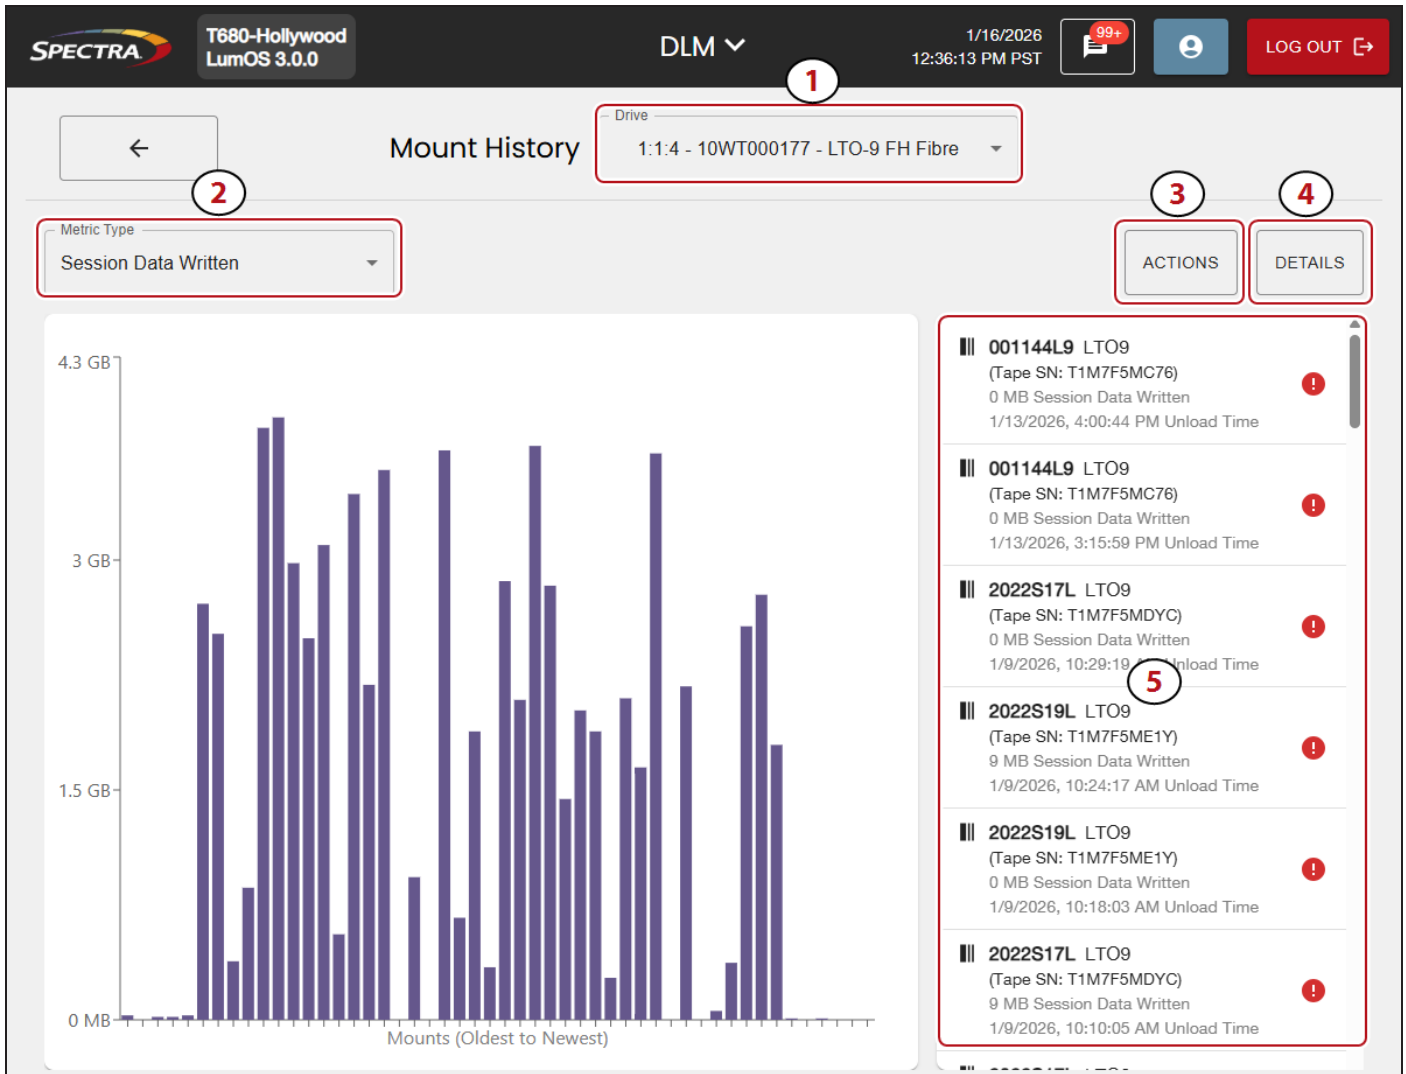 SPECTRA
T680-Hollywood
LumOS 3.0.0
DLM
1/16/2026
12:36:13 PM PST
99+
LOG OUT
1
Mount History
Drive
1:1:4 - 10WT000177 - LTO-9 FH Fibre
2
3
4
Metric Type
Session Data Written
ACTIONS
DETAILS
4.3 GB
3 GB
1.5 GB
0 MB
Mounts (Oldest to Newest)
001144L9 LTO9
(Tape SN: T1M7F5MC76)
0 MB Session Data Written
1/13/2026, 4:00:44 PM Unload Time
001144L9 LTO9
(Tape SN: T1M7F5MC76)
0 MB Session Data Written
1/13/2026, 3:15:59 PM Unload Time
2022S17L LTO9
(Tape SN: T1M7F5MDYC)
0 MB Session Data Written
1/9/2026, 10:29:19 Unload Time
5
2022S19L LTO9
(Tape SN: T1M7F5ME1Y)
9 MB Session Data Written
1/9/2026, 10:24:17 AM Unload Time
2022S19L LTO9
(Tape SN: T1M7F5ME1Y)
0 MB Session Data Written
1/9/2026, 10:18:03 AM Unload Time
2022S17L LTO9
(Tape SN: T1M7F5MDYC)
9 MB Session Data Written
1/9/2026, 10:10:05 AM Unload Time